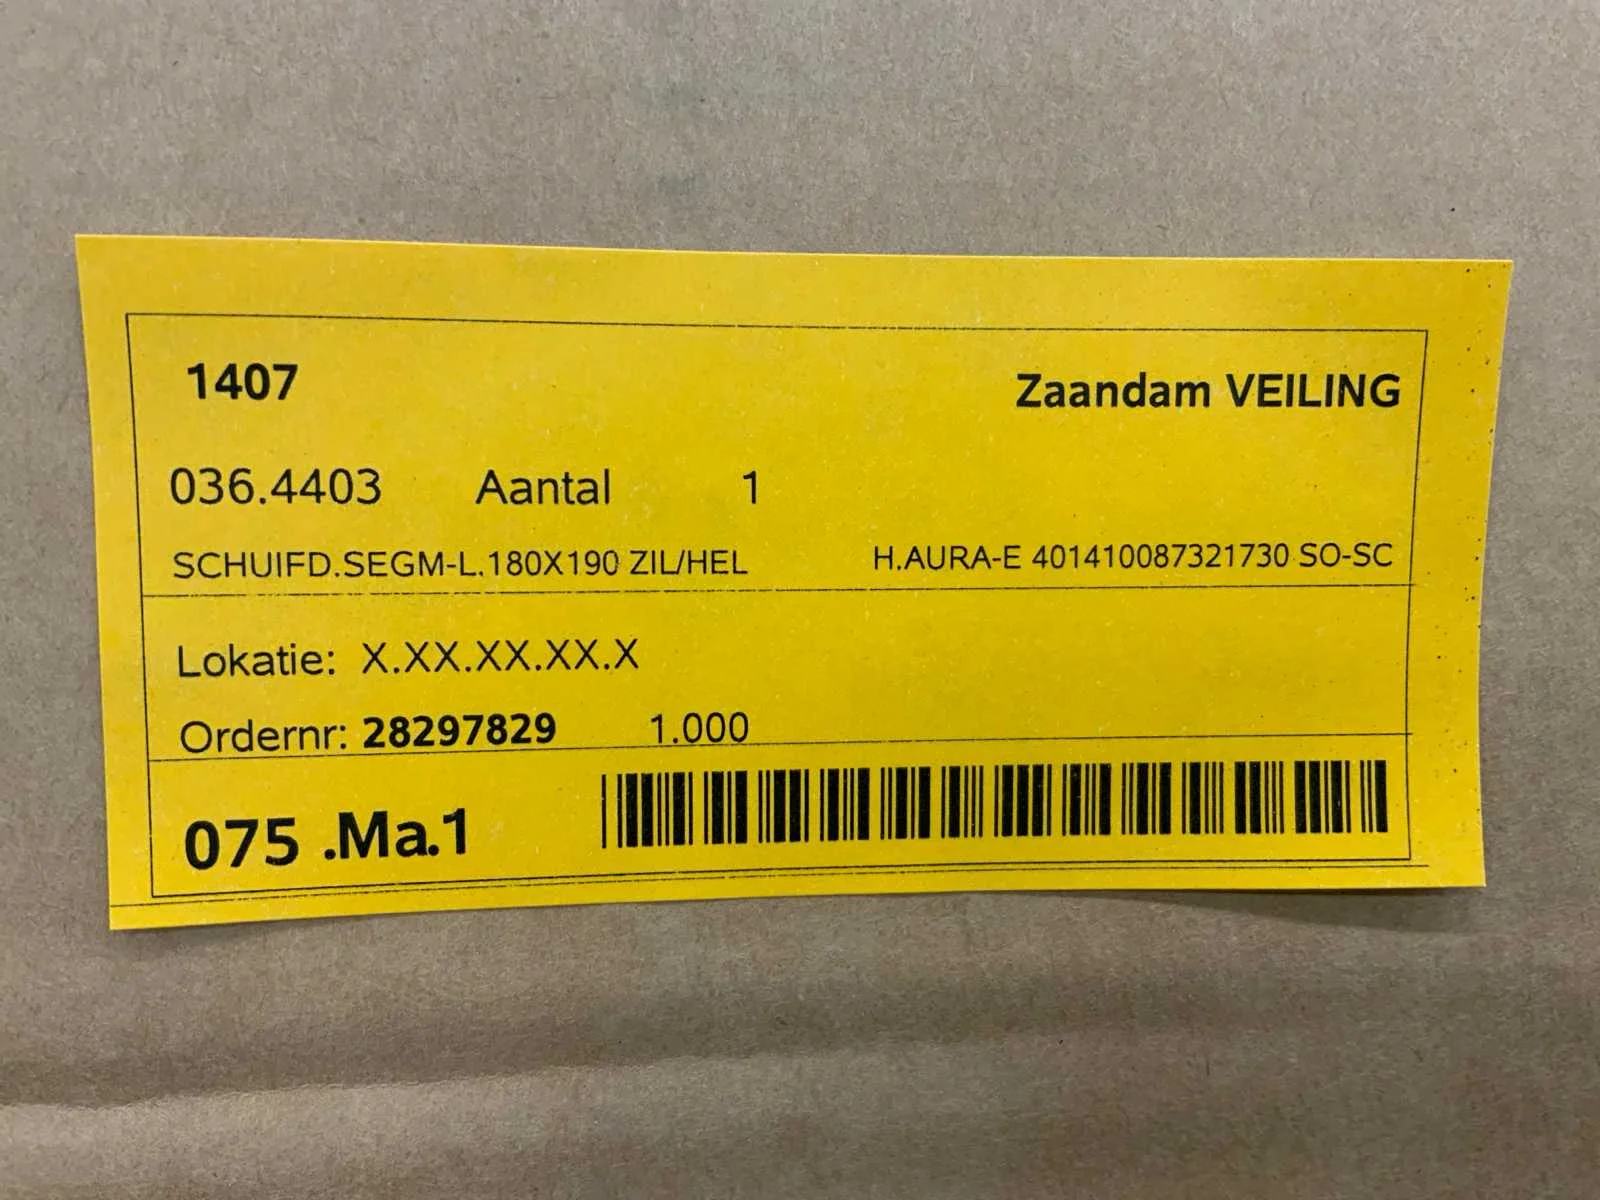 1407 Zaandam VEILING
036.4403 Aantal 1
SCHUIFD.SEGM-L.180X190 ZIL/HEL H.AURA-E 401410087321730 SO-SC
Lokatie: X.XX.XX.XX.X
Ordernr: 28297829 1.000
075 .Ma.1